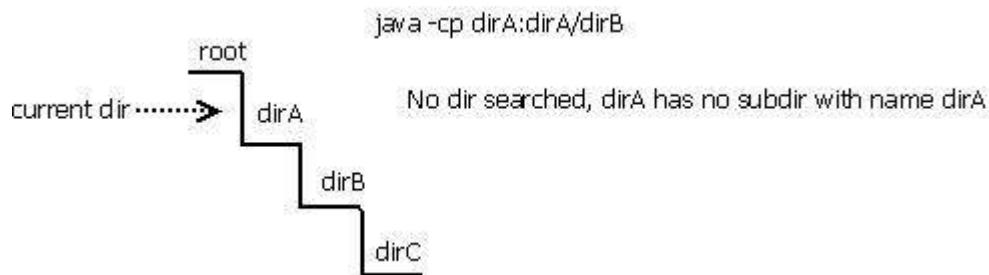 java -cp dirA:dirA/dirB
root
current dir
dirA
No dir searched, dirA has no subdir with name dirA
dirB
dirC